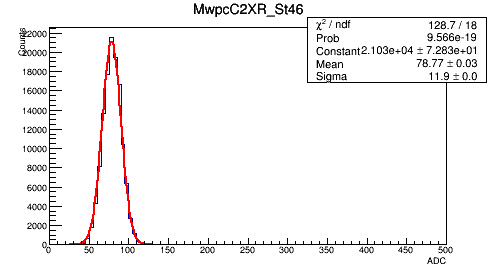 MwpcC2XR_St46
χ² / ndf 128.7 / 18
Prob 9.566e-19
Constant 2.103e+04 ± 7.283e+01
Mean 78.77 ± 0.03
Sigma 11.9 ± 0.0
Counts
22000
20000
18000
16000
14000
12000
10000
8000
6000
4000
2000
0
0 50 100 150 200 250 300 350 400 450 500
ADC